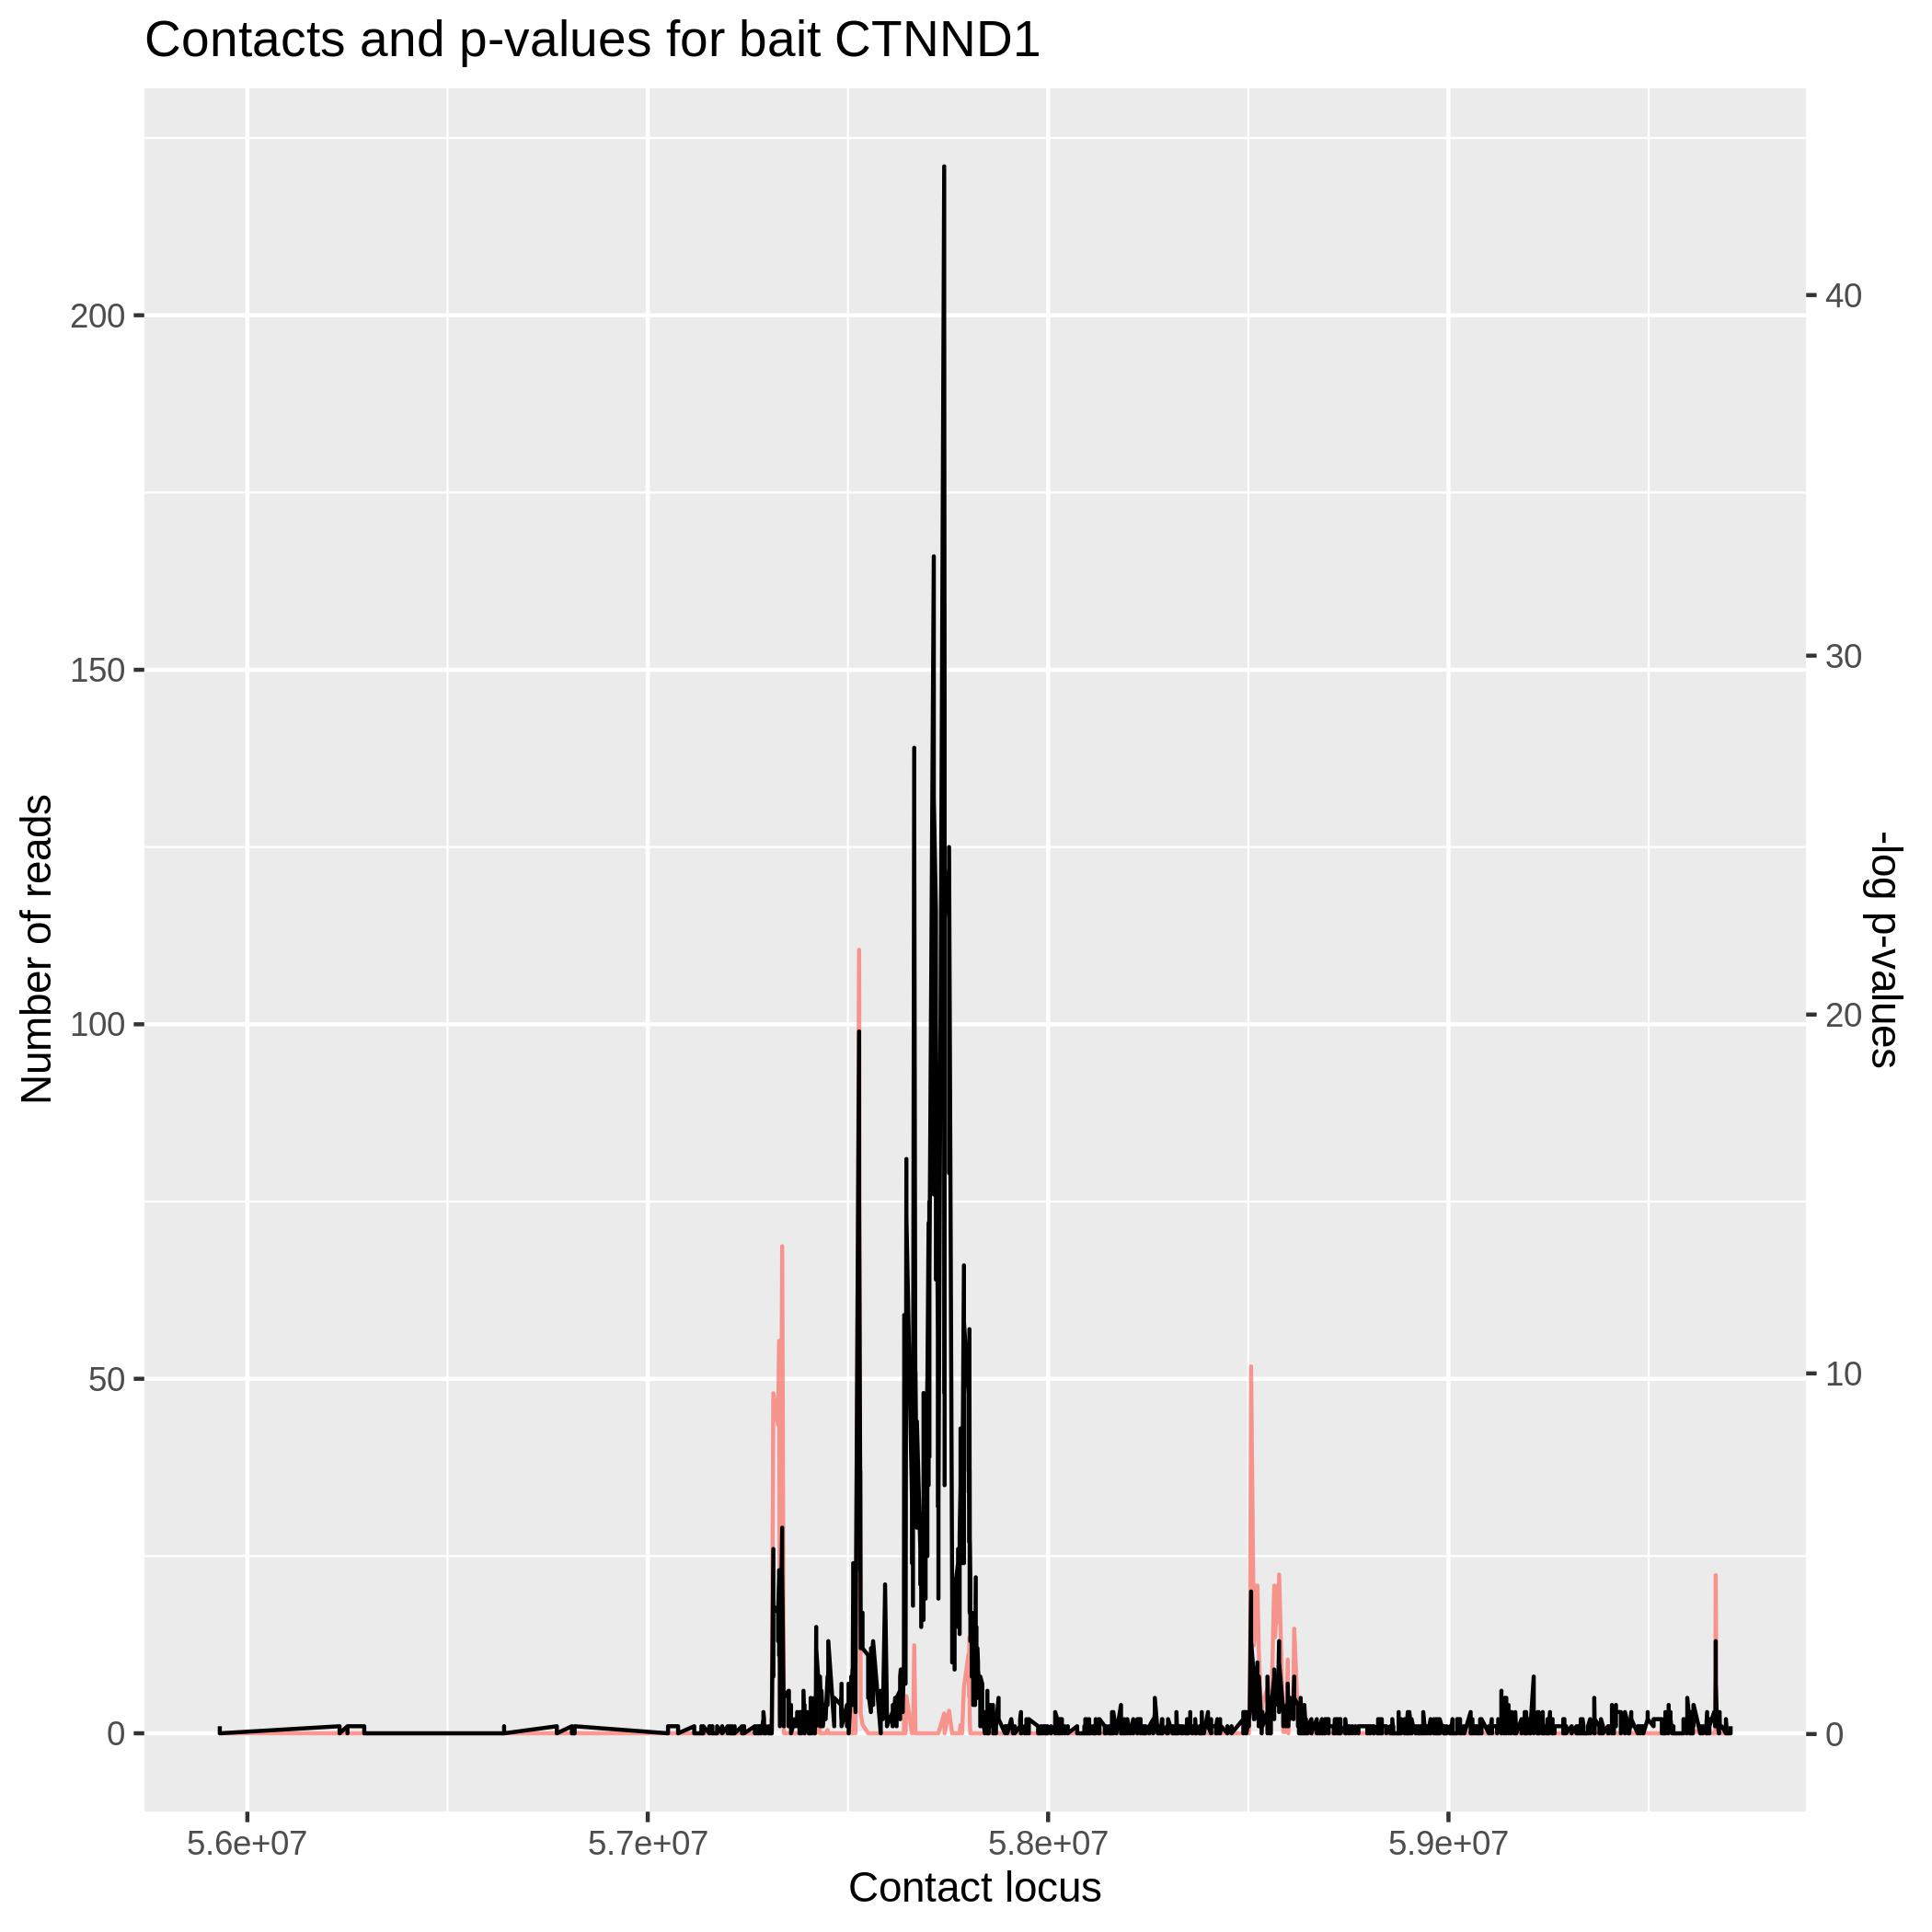 Contacts and p-values for bait CTNND1
Number of reads
200
150
100
50
0
40
30
20
10
0
-log p-values
5.6e+07 5.7e+07 5.8e+07 5.9e+07
Contact locus